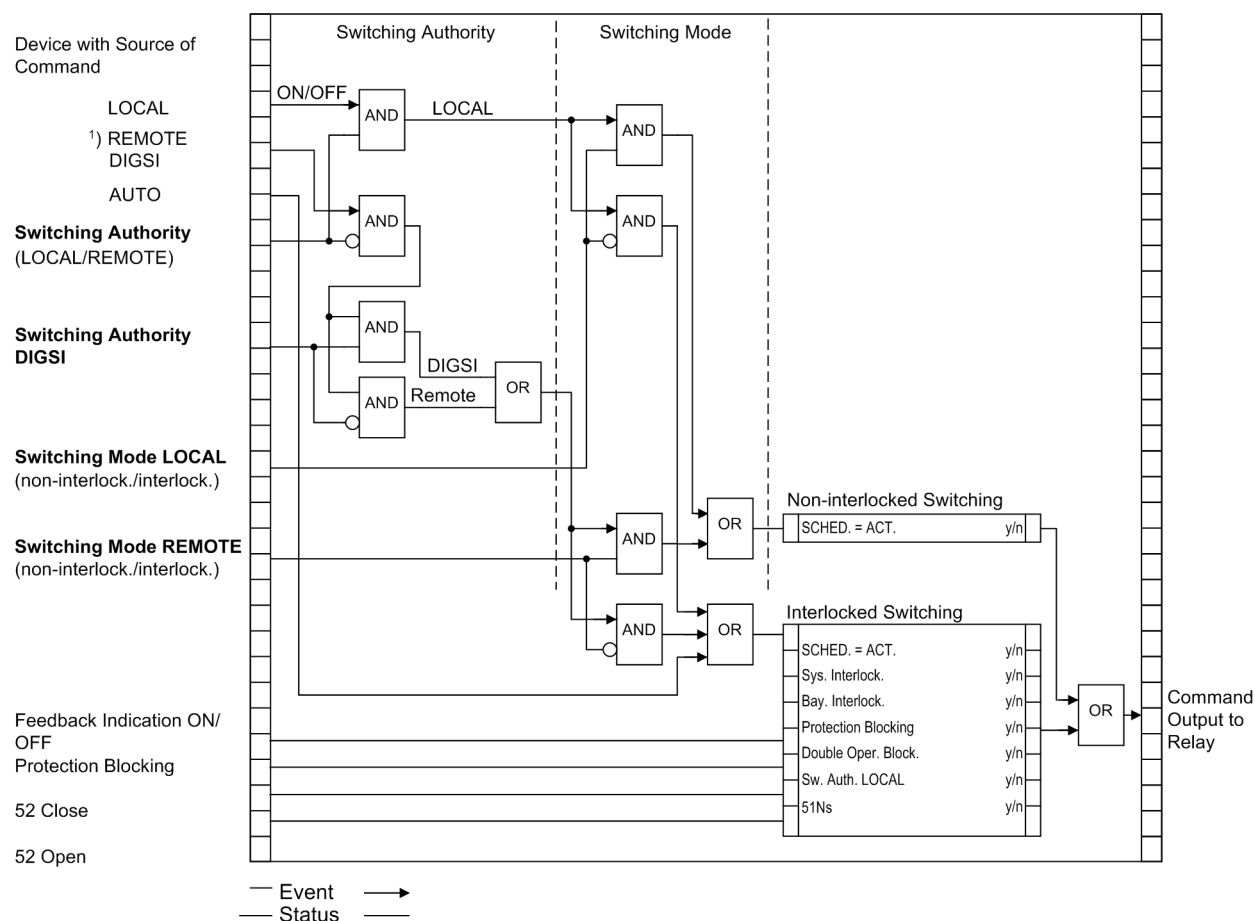 Switching Authority
Switching Mode
Device with Source of
Command
LOCAL
¹) REMOTE
DIGSI
AUTO
Switching Authority
(LOCAL/REMOTE)
Switching Authority
DIGSI
Switching Mode LOCAL
(non-interlock./interlock.)
Switching Mode REMOTE
(non-interlock./interlock.)
Feedback Indication ON/
OFF
Protection Blocking
52 Close
52 Open
ON/OFF
AND
LOCAL
AND
AND
DIGSI
AND
Remote
OR
AND
AND
AND
OR
AND
OR
Non-interlocked Switching
SCHED. = ACT. y/n
Interlocked Switching
SCHED. = ACT. y/n
Sys. Interlock. y/n
Bay. Interlock. y/n
Protection Blocking y/n
Double Oper. Block. y/n
Sw. Auth. LOCAL y/n
51Ns y/n
OR
Command
Output to
Relay
Event
Status